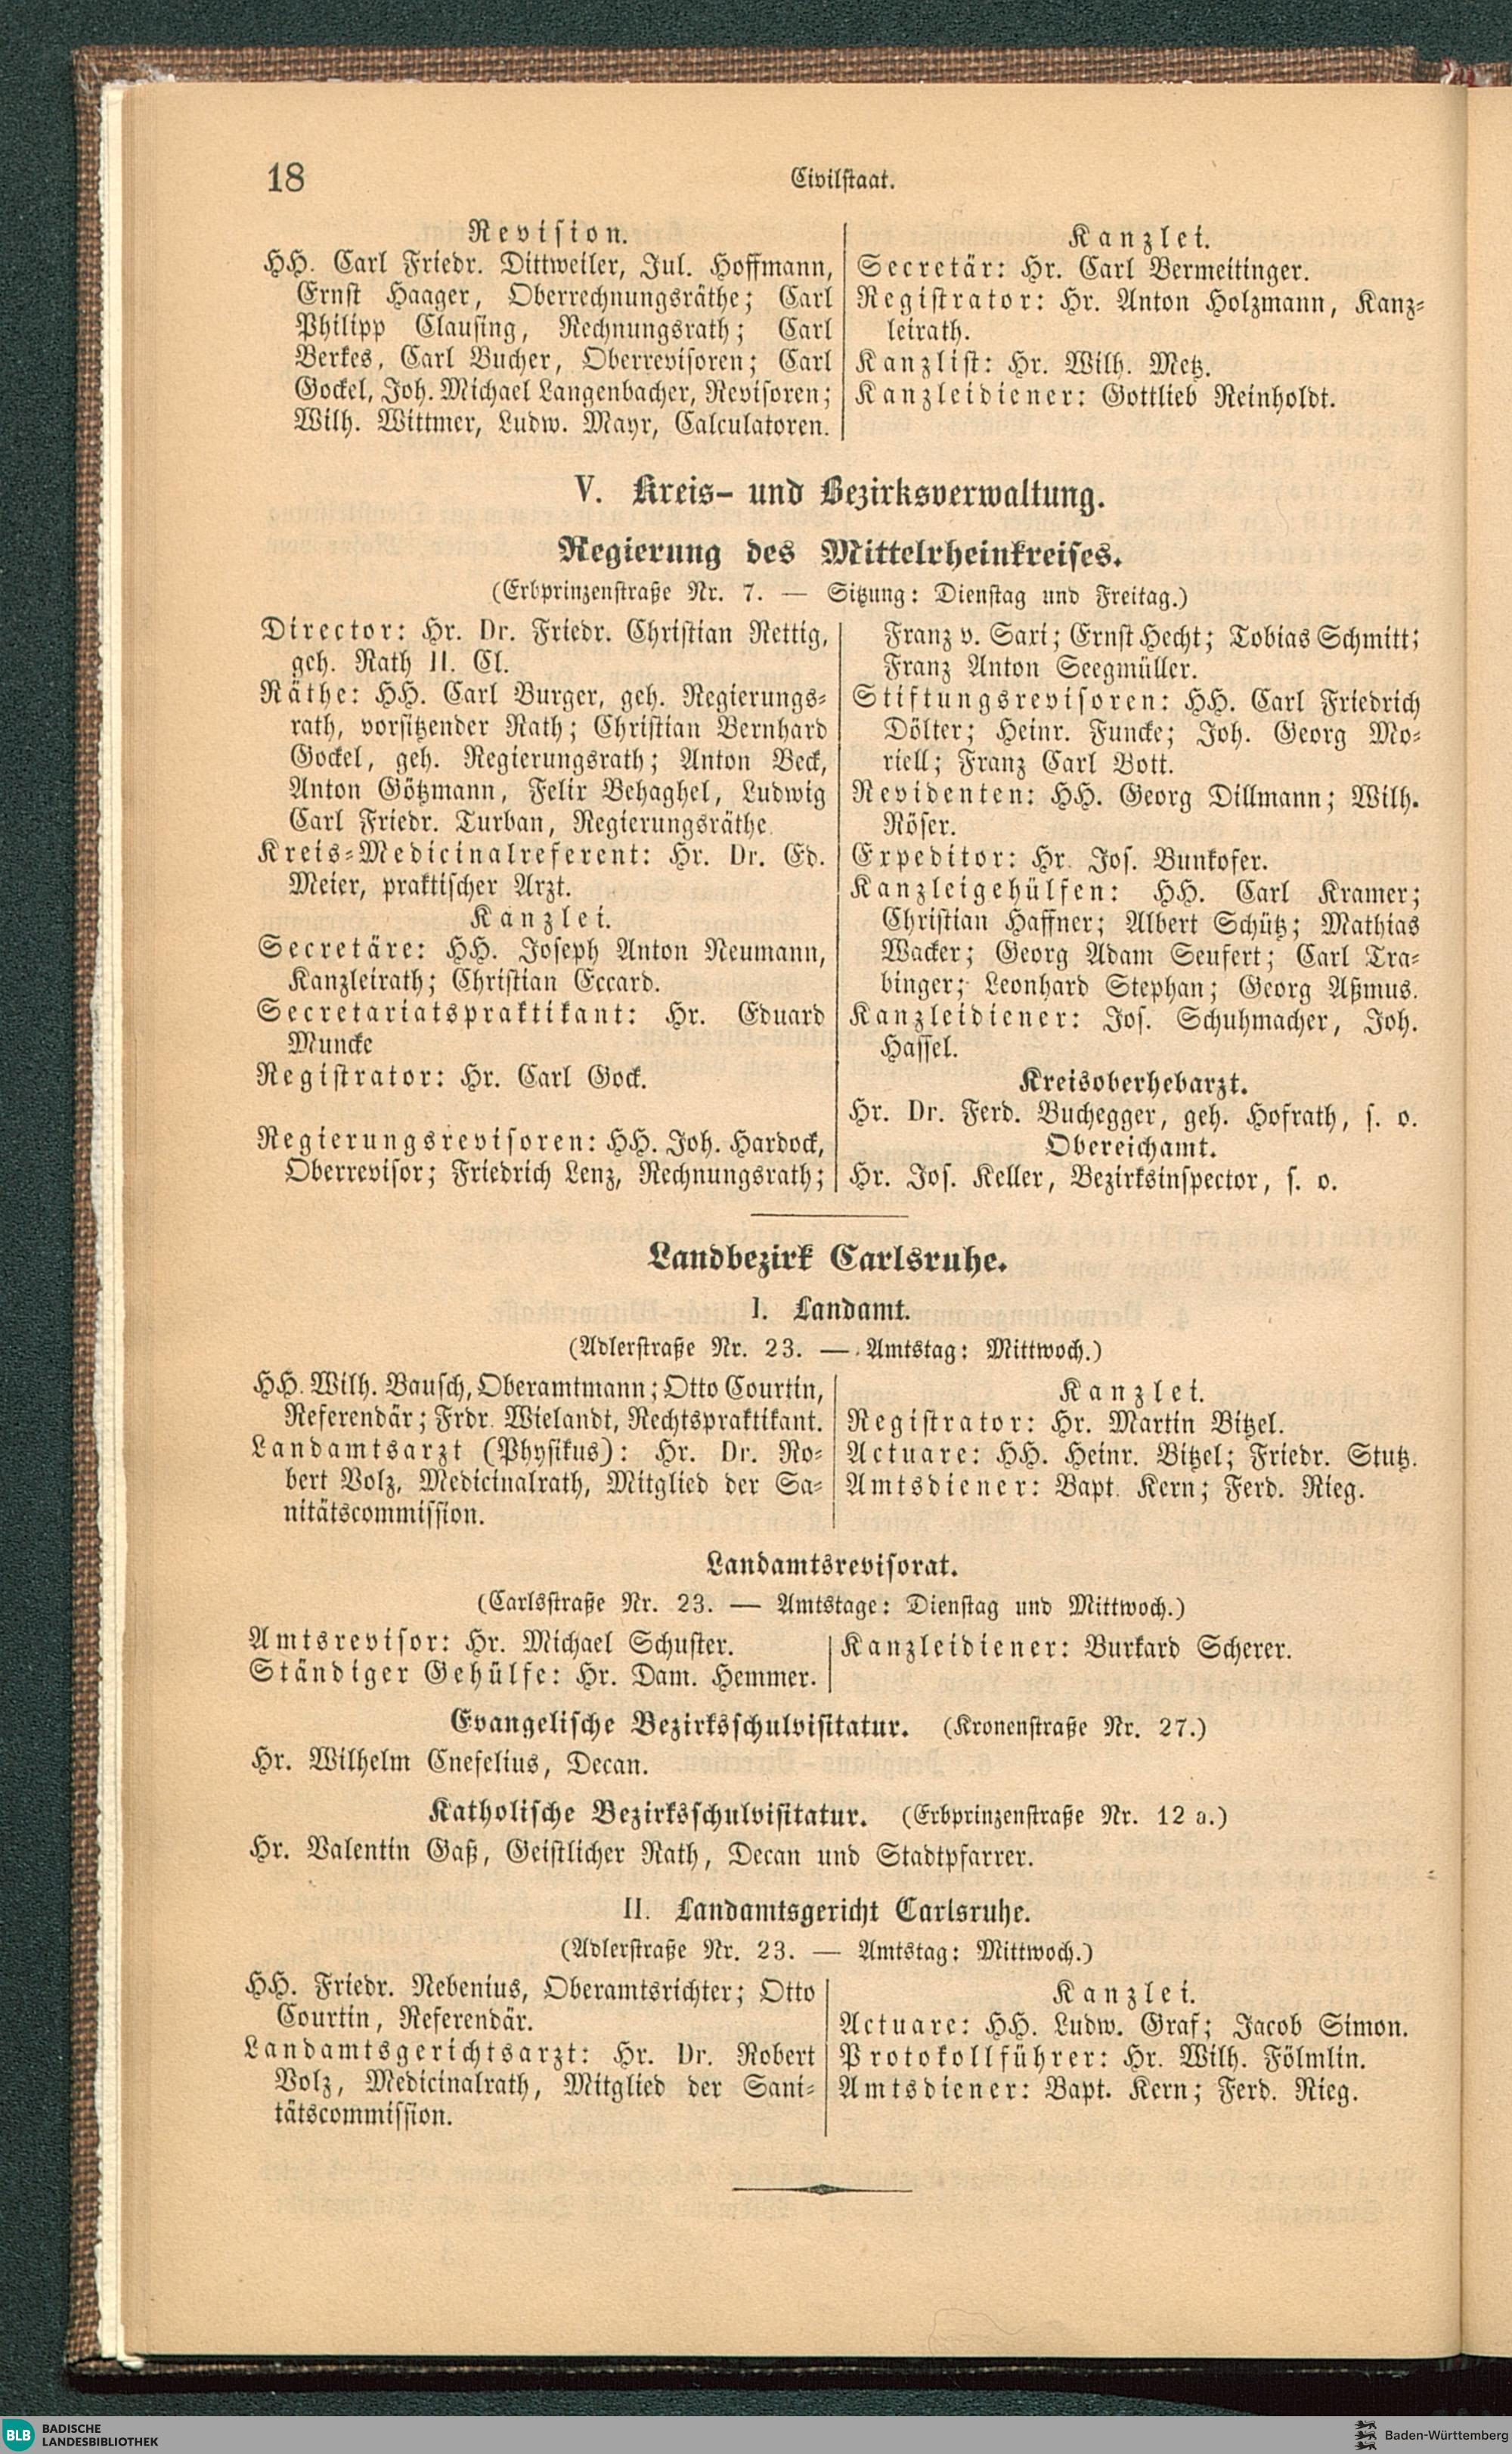 18
Civilstaat.
Revision.
HH. Carl Friedr. Dittweiler, Jul. Hoffmann,
Ernst Haager, Oberrechnungsräthe; Carl
Philipp Clausing, Rechnungsrath; Carl
Berkes, Carl Bucher, Oberrevisoren; Carl
Gockel, Joh. Michael Langenbacher, Revisoren;
Wilh. Wittmer, Ludw. Mayr, Calculatoren.
Kanzlei.
Secretär: Hr. Carl Vermeitinger.
Registrator: Hr. Anton Holzmann, Kanz-
leirath.
Kanzlist: Hr. Wilh. Metz.
Kanzleidiener: Gottlieb Reinholdt.
V. Kreis- und Bezirksverwaltung.
Regierung des Mittelrheinkreises.
(Erbprinzenstraße Nr. 7. — Sitzung: Dienstag und Freitag.)
Director: Hr. Dr. Friedr. Christian Rettig,
geh. Rath II. Cl.
Räthe: HH. Carl Burger, geh. Regierungs-
rath, vorsitzender Rath; Christian Bernhard
Gockel, geh. Regierungsrath; Anton Beck,
Anton Götzmann, Felix Behaghel, Ludwig
Carl Friedr. Turban, Regierungsräthe.
Kreis-Medicinalreferent: Hr. Dr. Ed.
Meier, praktischer Arzt.
Kanzlei.
Secretäre: HH. Joseph Anton Neumann,
Kanzleirath; Christian Eccard.
Secretariatspraktikant: Hr. Eduard
Muncke
Registrator: Hr. Carl Gock.
Regierungsrevisoren: HH. Joh. Hardock,
Oberrevisor; Friedrich Lenz, Rechnungsrath;
Franz v. Sari; Ernst Hecht; Tobias Schmitt;
Franz Anton Seegmüller.
Stiftungsrevisoren: HH. Carl Friedrich
Dölter; Heinr. Funcke; Joh. Georg Mo-
riell; Franz Carl Bott.
Revidenten: HH. Georg Dillmann; Wilh.
Röser.
Expeditor: Hr. Jos. Bunkofer.
Kanzleigehülfen: HH. Carl Kramer;
Christian Haffner; Albert Schütz; Mathias
Wacker; Georg Adam Seufert; Carl Tra-
binger; Leonhard Stephan; Georg Aßmus.
Kanzleidiener: Jos. Schuhmacher, Joh.
Hassel.
Kreisoberhebarzt.
Hr. Dr. Ferd. Buchegger, geh. Hofrath, s. o.
Obereichamt.
Hr. Jos. Keller, Bezirksinspector, s. o.
Landbezirk Carlsruhe.
I. Landamt.
(Adlerstraße Nr. 23. — Amtstag: Mittwoch.)
HH. Wilh. Bausch, Oberamtmann; Otto Courtin,
Referendär; Frdr. Wielandt, Rechtspraktikant.
Landamtsarzt (Physikus): Hr. Dr. Ro-
bert Volz, Medicinalrath, Mitglied der Sa-
nitätscommission.
Kanzlei.
Registrator: Hr. Martin Bitzel.
Actuare: HH. Heinr. Bitzel; Friedr. Stutz.
Amtsdiener: Bapt. Kern; Ferd. Rieg.
Landamtsrevisorat.
(Carlsstraße Nr. 23. — Amtstage: Dienstag und Mittwoch.)
Amtsrevisor: Hr. Michael Schuster.
Ständiger Gehülfe: Hr. Dam. Hemmer.
Kanzleidiener: Burkard Scherer.
Evangelische Bezirksschulvisitatur. (Kronenstraße Nr. 27.)
Hr. Wilhelm Cnefelius, Decan.
Katholische Bezirksschulvisitatur. (Erbprinzenstraße Nr. 12 a.)
Hr. Valentin Gaß, Geistlicher Rath, Decan und Stadtpfarrer.
II. Landamtsgericht Carlsruhe.
(Adlerstraße Nr. 23. — Amtstag: Mittwoch.)
HH. Friedr. Nebenius, Oberamtsrichter; Otto
Courtin, Referendär.
Landamtsgerichtsarzt: Hr. Dr. Robert
Volz, Medicinalrath, Mitglied der Sani-
tätscommission.
Kanzlei.
Actuare: HH. Ludw. Graf; Jacob Simon.
Protokollführer: Hr. Wilh. Fölmlin.
Amtsdiener: Bapt. Kern; Ferd. Rieg.
BLB BADISCHE
LANDESBIBLIOTHEK
Baden-Württemberg